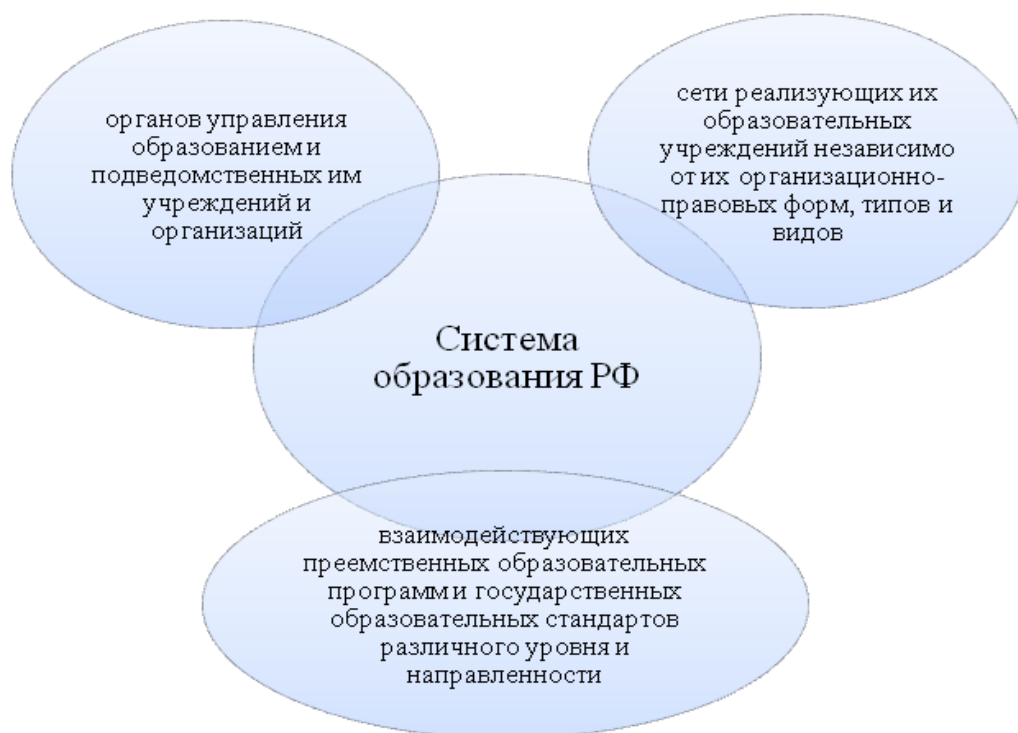 органов управления
образованием и
подведомственных им
учреждений и
организаций
сети реализующих их
образовательных
учреждений независимо
от их организационно-
правовых форм, типов и
видов
Система
образования РФ
взаимодействующих
преемственных образовательных
программ и государственных
образовательных стандартов
различного уровня и
направленности